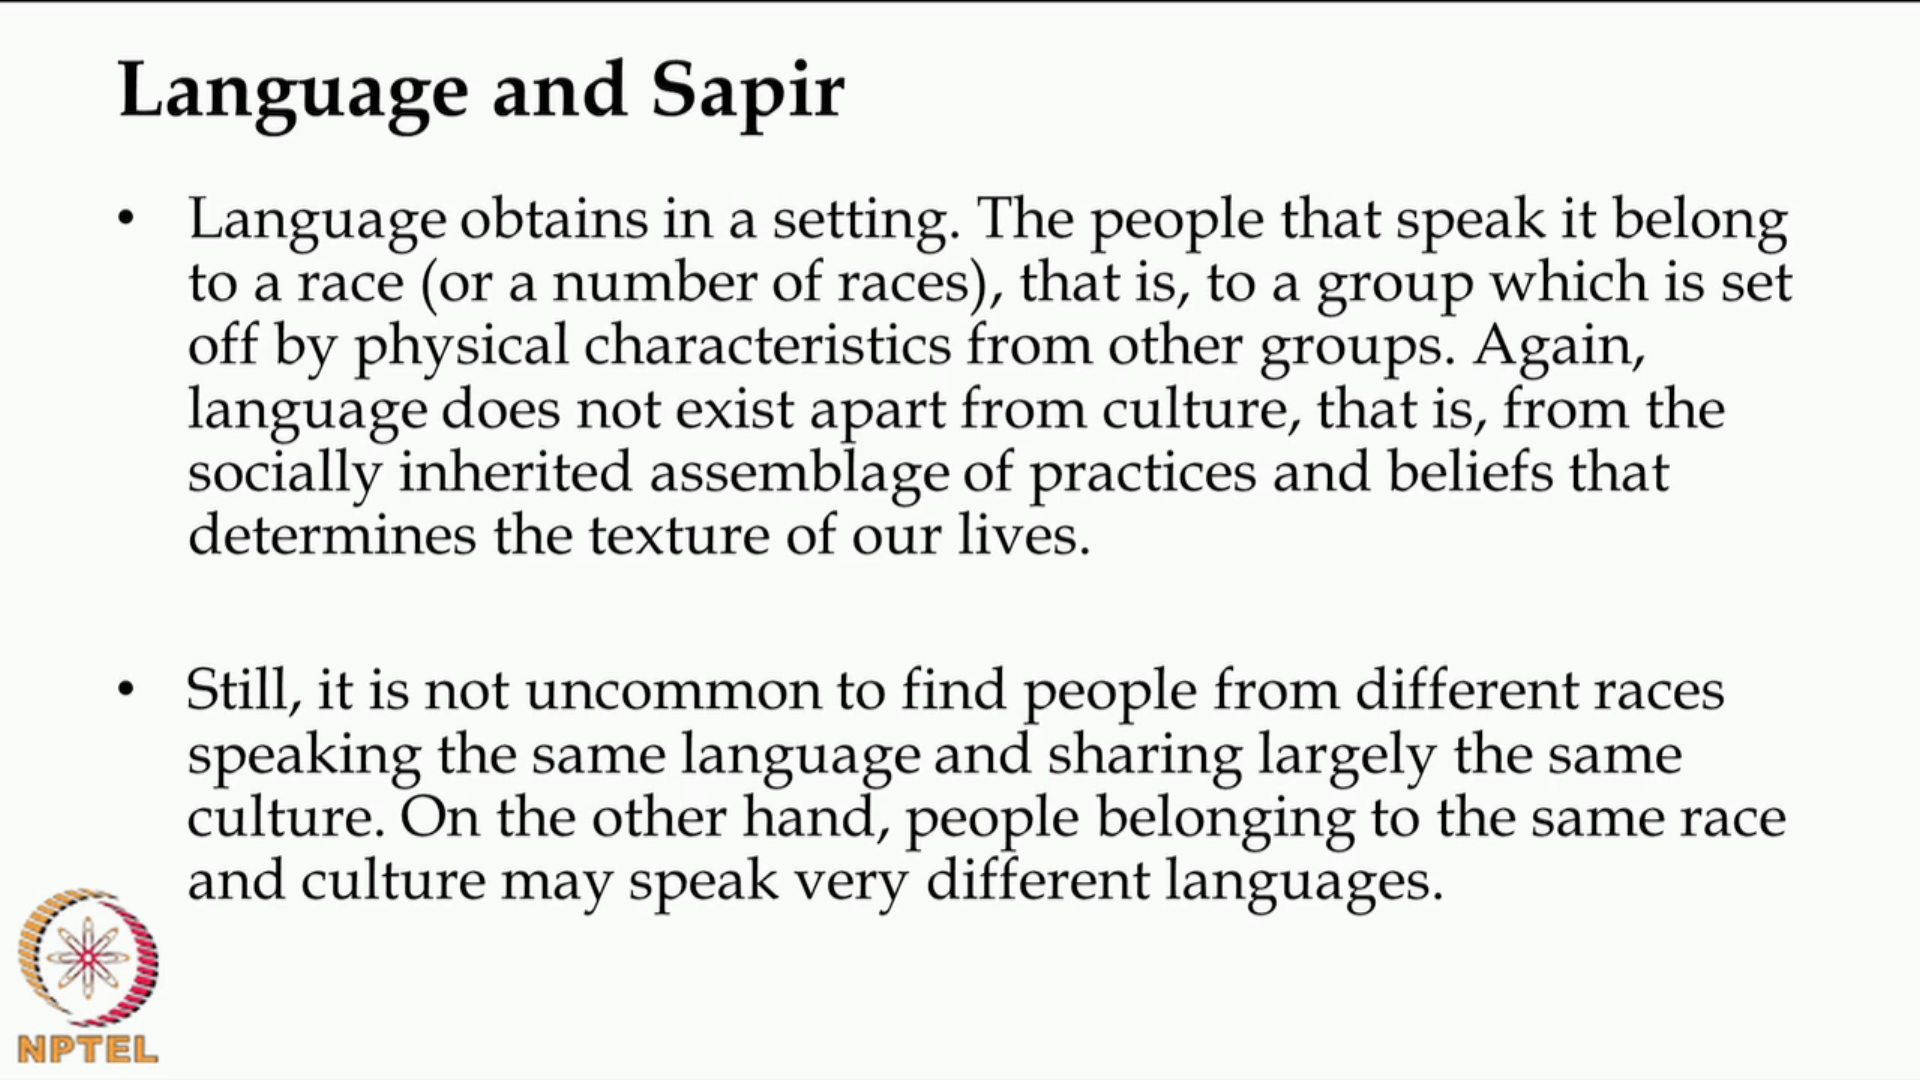 Language and Sapir
• Language obtains in a setting. The people that speak it belong
to a race (or a number of races), that is, to a group which is set
off by physical characteristics from other groups. Again,
language does not exist apart from culture, that is, from the
socially inherited assemblage of practices and beliefs that
determines the texture of our lives.
• Still, it is not uncommon to find people from different races
speaking the same language and sharing largely the same
culture. On the other hand, people belonging to the same race
and culture may speak very different languages.
NPTEL